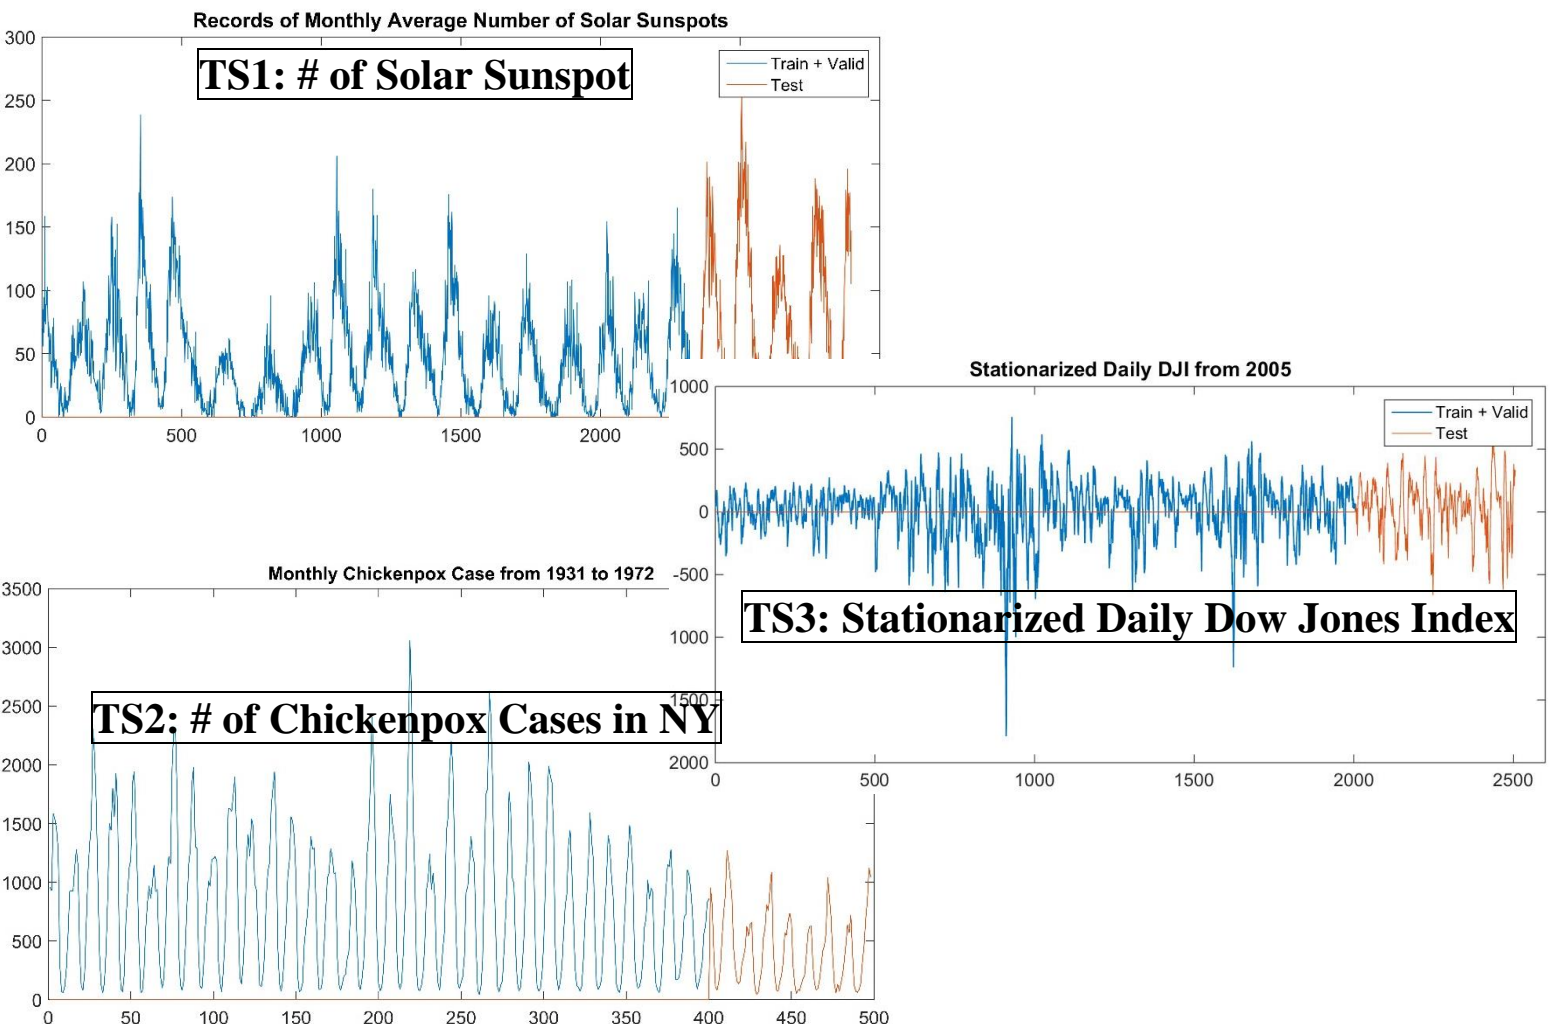 Records of Monthly Average Number of Solar Sunspots
300
TS1: # of Solar Sunspot
Train + Valid
Test
250
200
150
100
50
0
0 500 1000 1500 2000
Stationarized Daily DJI from 2005
1000
Train + Valid
Test
500
0
-500
TS3: Stationarized Daily Dow Jones Index
1000
1500
2000
0 500 1000 1500 2000 2500
Monthly Chickenpox Case from 1931 to 1972
3500
3000
2500
TS2: # of Chickenpox Cases in NY
2000
1500
1000
500
0
0 50 100 150 200 250 300 350 400 450 500